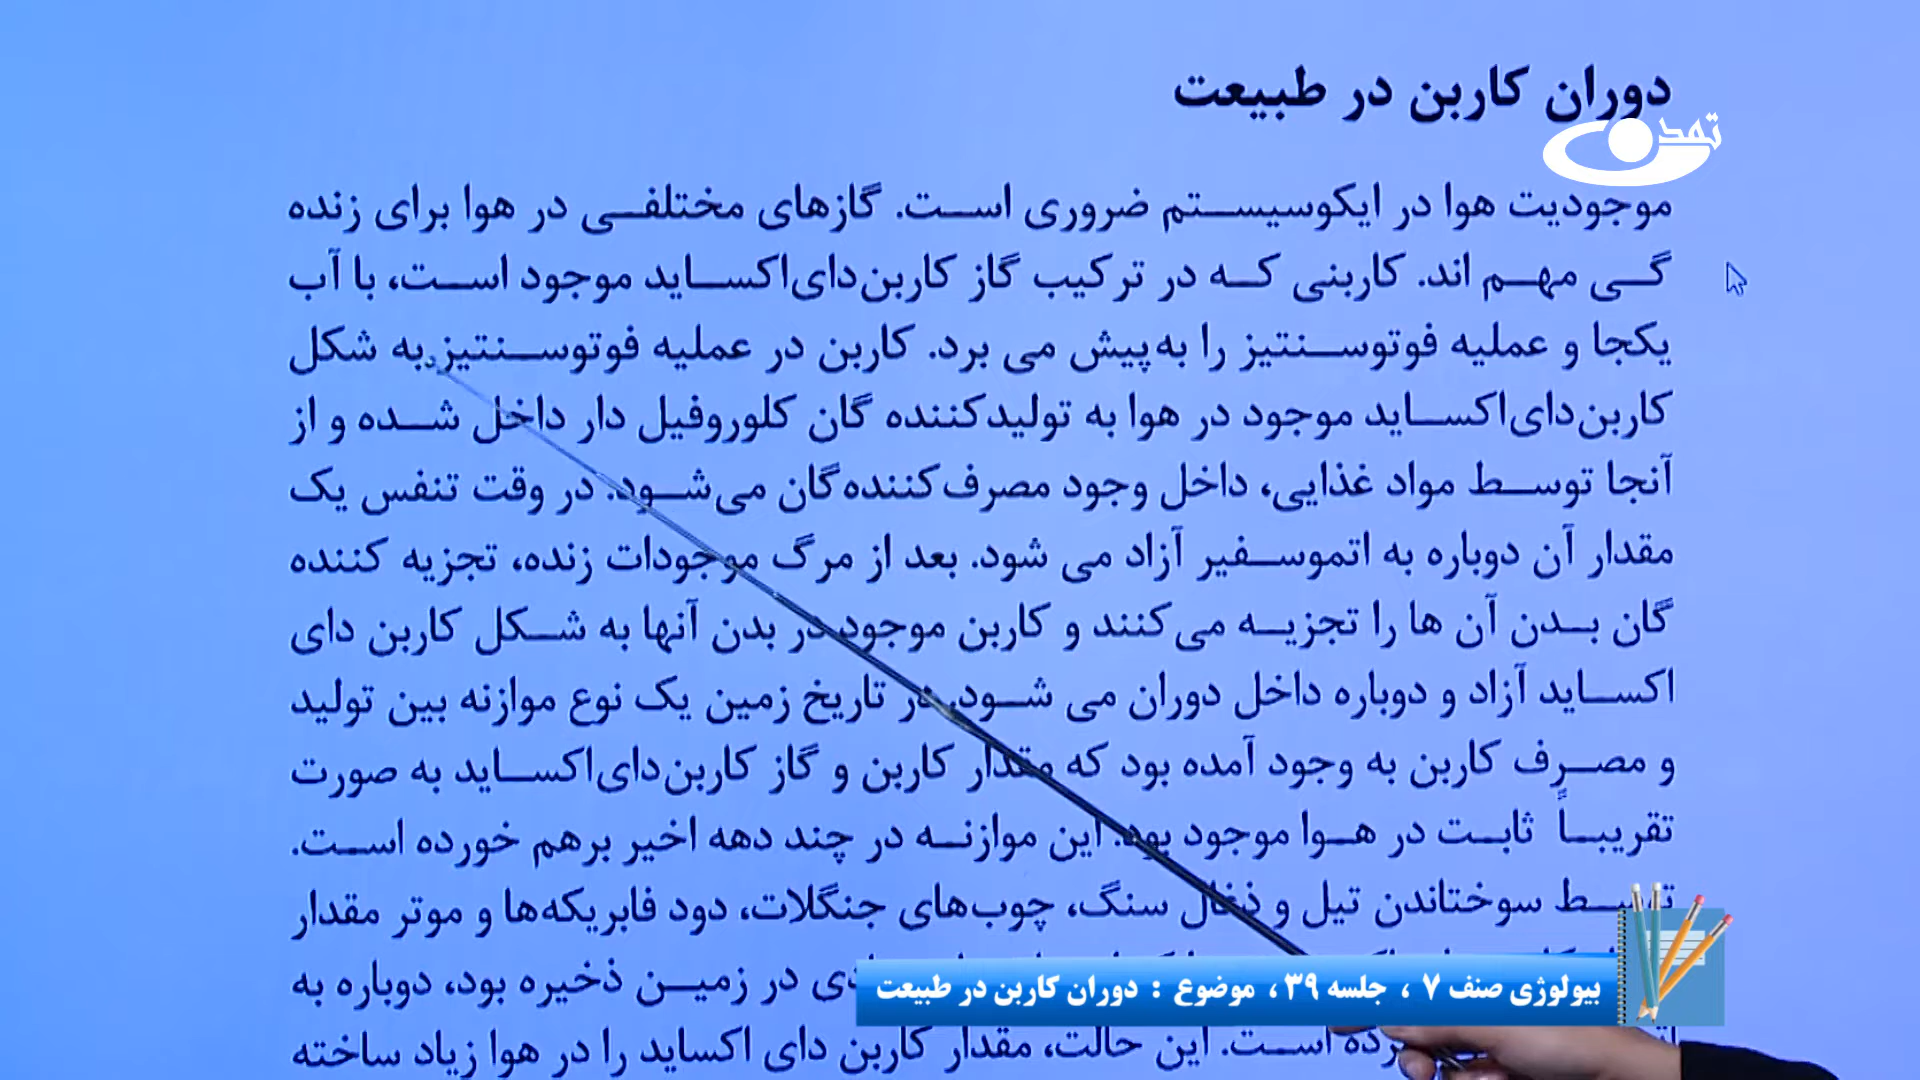 دوران کاربن در طبیعت
تمدن
موجودیت هوا در ایکوسیستم ضروری است. گازهای مختلفی در هوا برای زنده
گی مهم اند. کاربنی که در ترکیب گاز کاربن‌دای‌اکساید موجود است، با آب
یکجا و عملیه فوتوسنتیز را به‌پیش می برد. کاربن در عملیه فوتوسنتیز به شکل
کاربن‌دای‌اکساید موجود در هوا به تولیدکننده گان کلوروفیل دار داخل شده و از
آنجا توسط مواد غذایی، داخل وجود مصرف‌کننده‌گان می‌شود. در وقت تنفس یک
مقدار آن دوباره به اتموسفیر آزاد می شود. بعد از مرگ موجودات زنده، تجزیه کننده
گان بدن آن ها را تجزیه می‌کنند و کاربن موجود در بدن آنها به شکل کاربن دای
اکساید آزاد و دوباره داخل دوران می شود. در تاریخ زمین یک نوع موازنه بین تولید
و مصرف کاربن به وجود آمده بود که مقدار کاربن و گاز کاربن‌دای‌اکساید به صورت
تقریباً ثابت در هوا موجود بود. این موازنه در چند دهه اخیر برهم خورده است.
توسط سوختاندن تیل و ذغال سنگ، چوب‌های جنگلات، دود فابریکه‌ها و موتر مقدار
در زمین ذخیره بود، دوباره به
است. این حالت، مقدار کاربن دای اکساید را در هوا زیاد ساخته
بیولوژی صنف ۷ ، جلسه ۳۹ ، موضوع : دوران کاربن در طبیعت